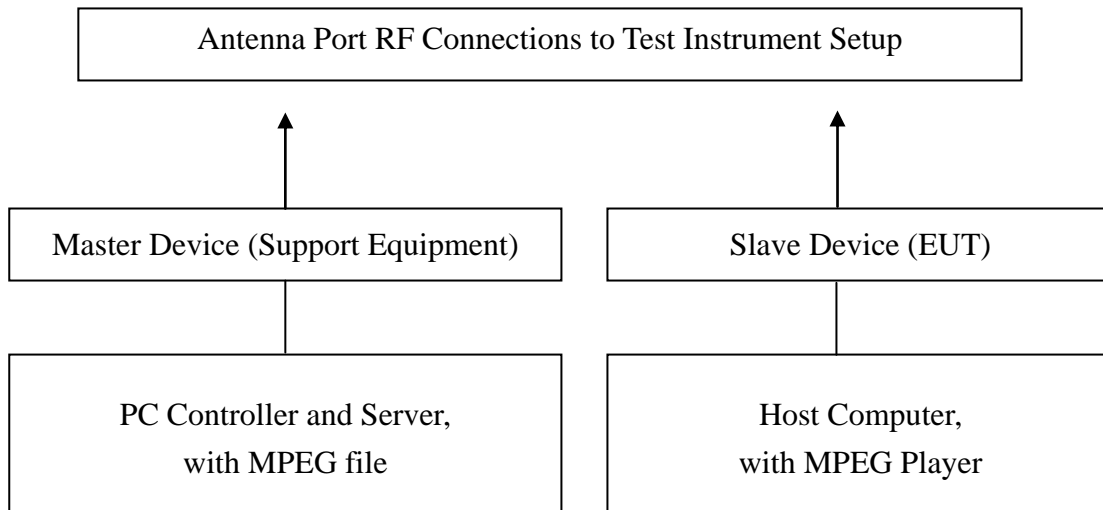 Antenna Port RF Connections to Test Instrument Setup
Master Device (Support Equipment)
Slave Device (EUT)
PC Controller and Server,
with MPEG file
Host Computer,
with MPEG Player